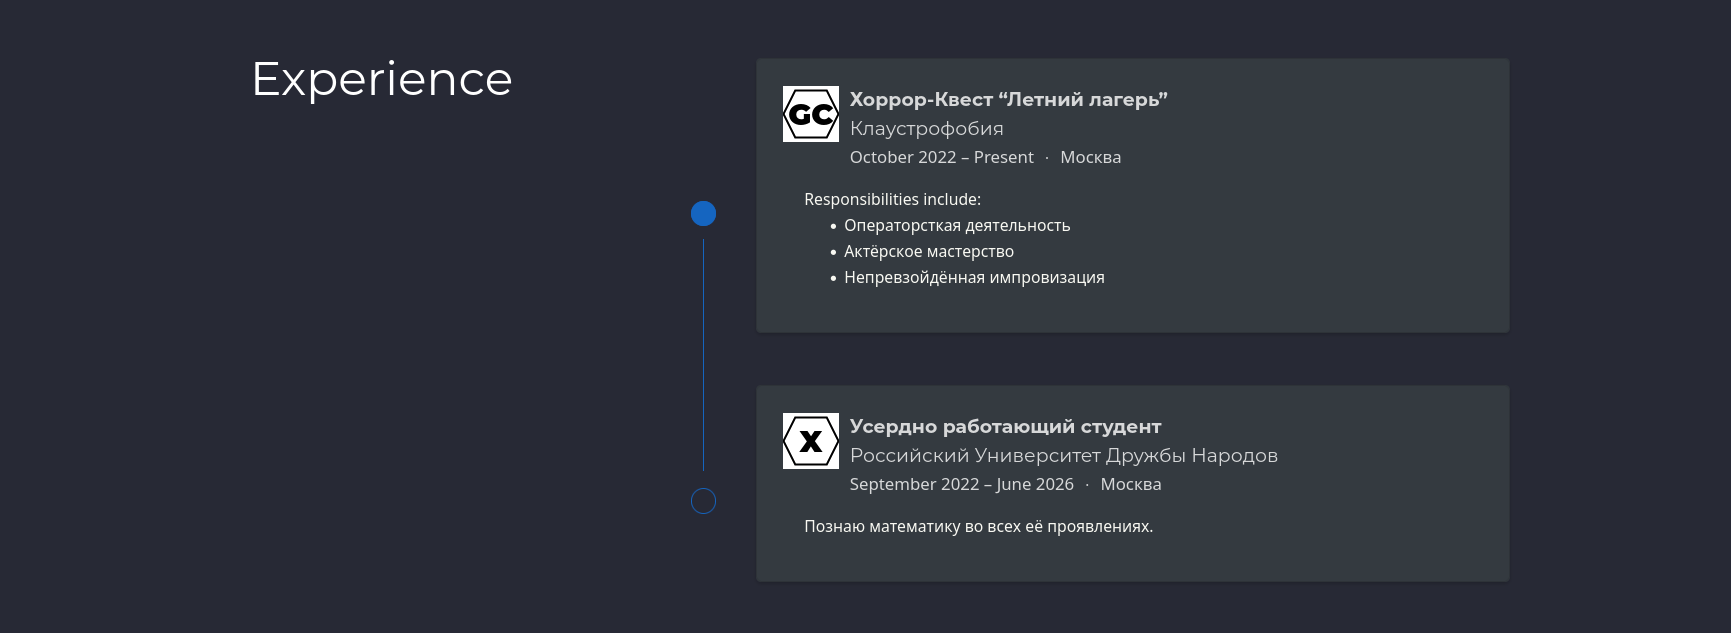 Experience
GC
Хоррор-Квест “Летний лагерь”
Клаустрофобия
October 2022 – Present · Москва
Responsibilities include:
• Операторсткая деятельность
• Актёрское мастерство
• Непревзойдённая импровизация
X
Усердно работающий студент
Российский Университет Дружбы Народов
September 2022 – June 2026 · Москва
Познаю математику во всех её проявлениях.